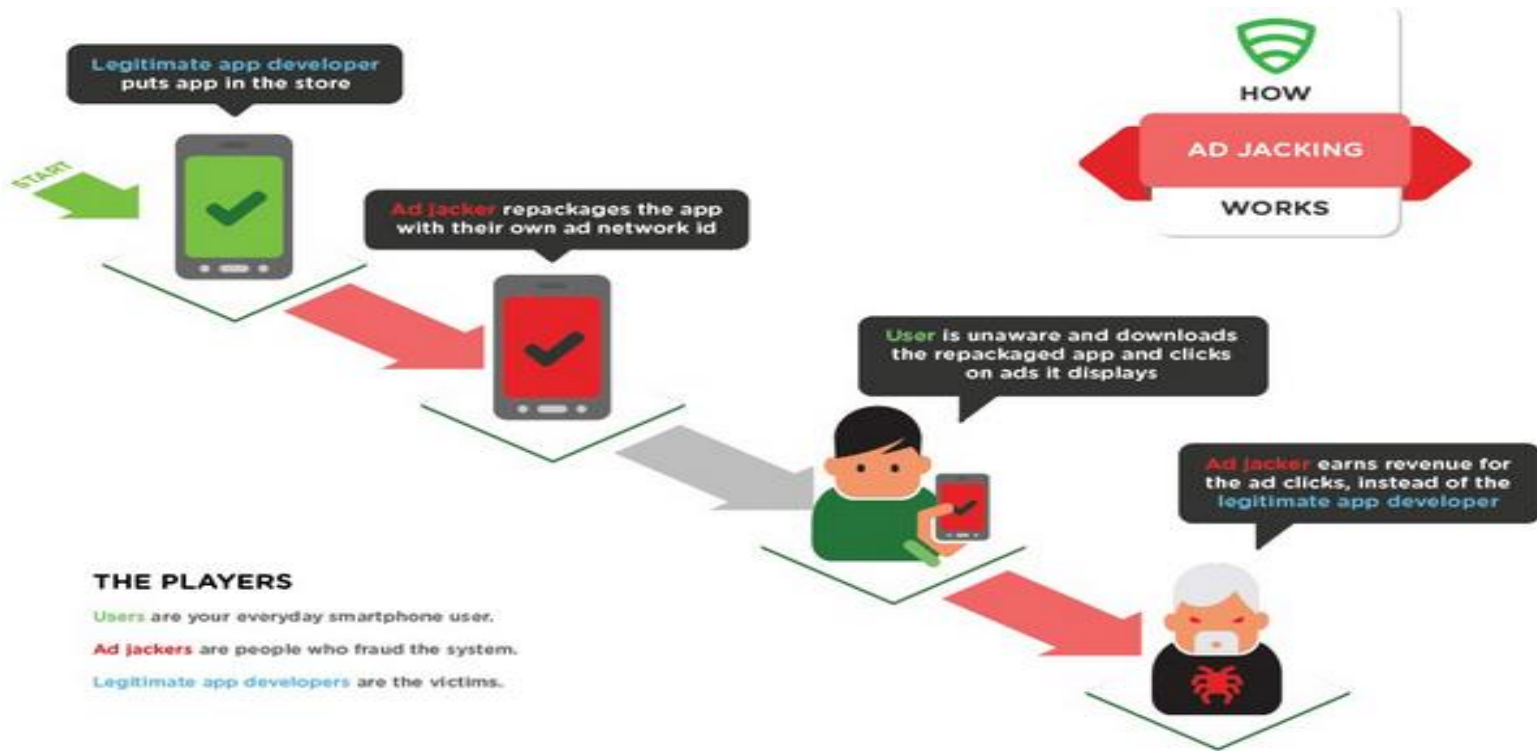 Legitimate app developer
puts app in the store
HOW
AD JACKING
WORKS
START
Ad jacker repackages the app
with their own ad network id
User is unaware and downloads
the repackaged app and clicks
on ads it displays
Ad jacker earns revenue for
the ad clicks, instead of the
legitimate app developer
THE PLAYERS
Users are your everyday smartphone user.
Ad jackers are people who fraud the system.
Legitimate app developers are the victims.